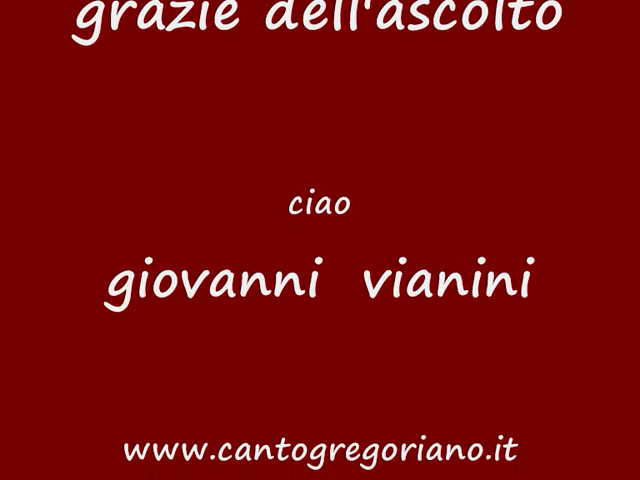 grazie dell'ascolto
ciao
giovanni vianini
www.cantogregoriano.it